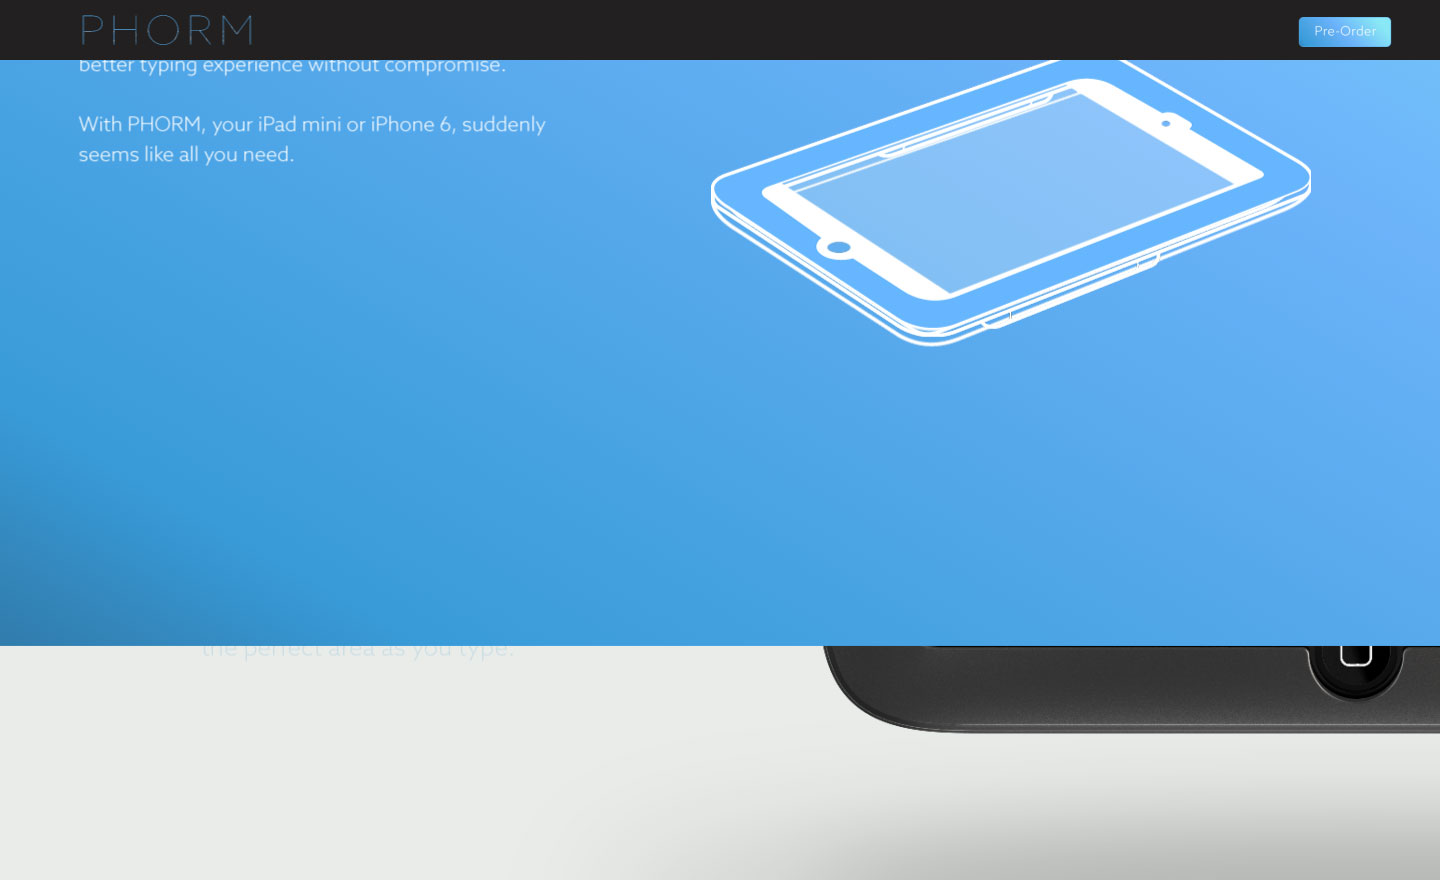 PHORM
Pre-Order
better typing experience without compromise.
With PHORM, your iPad mini or iPhone 6, suddenly
seems like all you need.
the perfect area as you type.